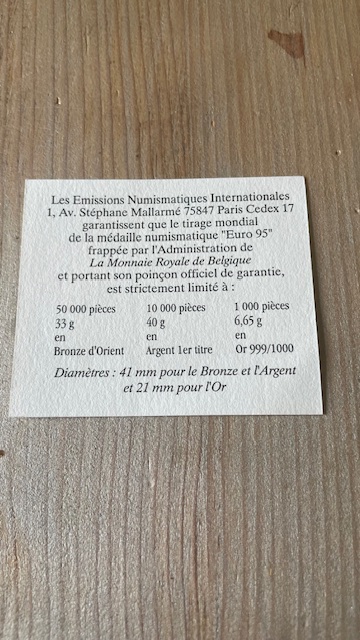 Les Emissions Numismatiques Internationales
1, Av. Stéphane Mallarmé 75847 Paris Cedex 17
garantissent que le tirage mondial
de la médaille numismatique "Euro 95"
frappée par l'Administration de
La Monnaie Royale de Belgique
et portant son poinçon officiel de garantie,
est strictement limité à :
50 000 pièces 10 000 pièces 1 000 pièces
33 g 40 g 6,65 g
en en en
Bronze d'Orient Argent 1er titre Or 999/1000
Diamètres : 41 mm pour le Bronze et l'Argent
et 21 mm pour l'Or